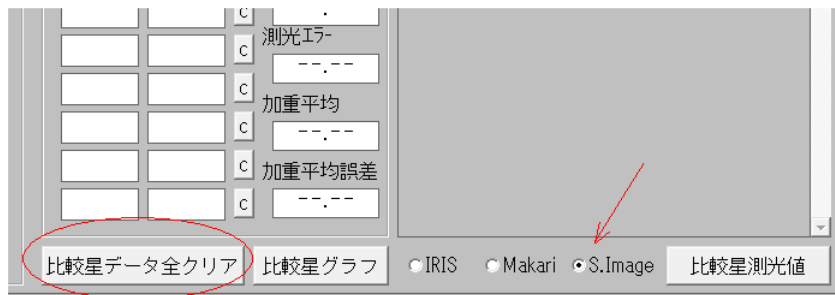 c .
測光エラー
c --.--
c 加重平均
c --.--
c 加重平均誤差
c --.--
比較星データ全クリア 比較星グラフ IRIS Makari S.Image 比較星測光値